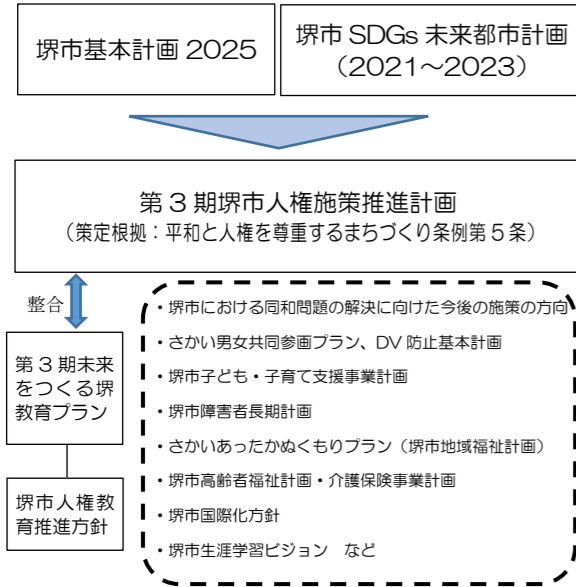 堺市基本計画 2025
堺市 SDGs 未来都市計画
（2021～2023）
第３期堺市人権施策推進計画
（策定根拠：平和と人権を尊重するまちづくり条例第５条）
整合
第３期未来
をつくる堺
教育プラン
堺市人権教
育推進方針
・堺市における同和問題の解決に向けた今後の施策の方向
・さかい男女共同参画プラン、DV 防止基本計画
・堺市子ども・子育て支援事業計画
・堺市障害者長期計画
・さかいあったかぬくもりプラン（堺市地域福祉計画）
・堺市高齢者福祉計画・介護保険事業計画
・堺市国際化方針
・堺市生涯学習ビジョン　など